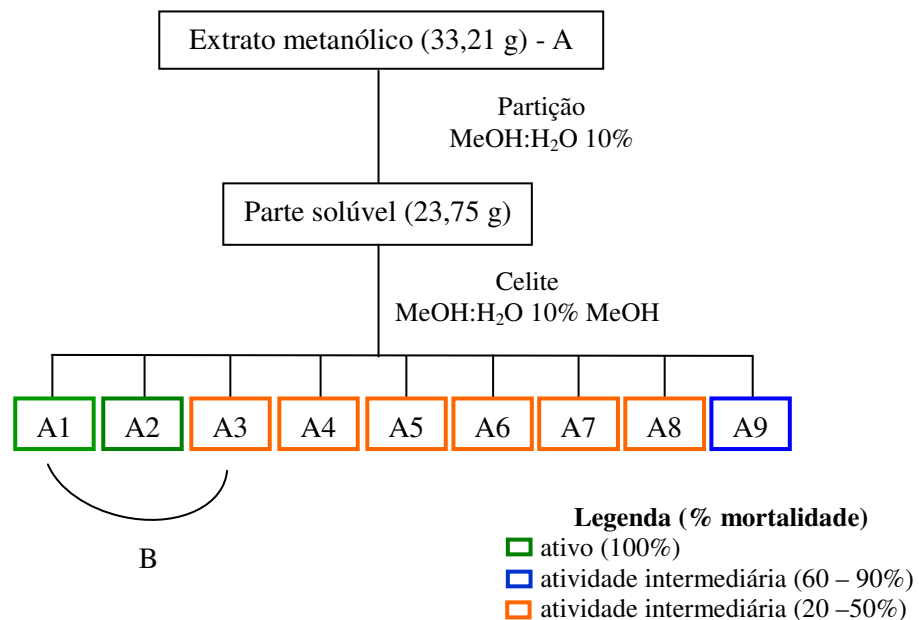 Extrato metanólico (33,21 g) - A
Partição
MeOH:H₂O 10%
Parte solúvel (23,75 g)
Celite
MeOH:H₂O 10% MeOH
A1 A2 A3 A4 A5 A6 A7 A8 A9
B
Legenda (% mortalidade)
ativo (100%)
atividade intermediária (60 – 90%)
atividade intermediária (20 –50%)